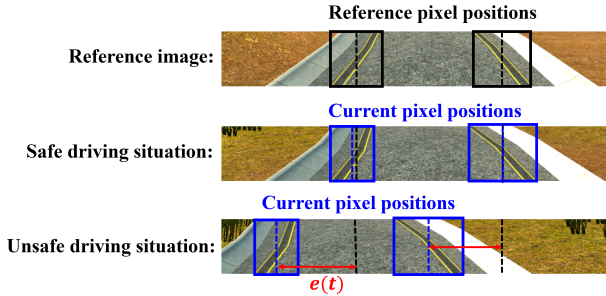 Reference pixel positions
Reference image:
Current pixel positions
Safe driving situation:
Current pixel positions
Unsafe driving situation:
e(t)